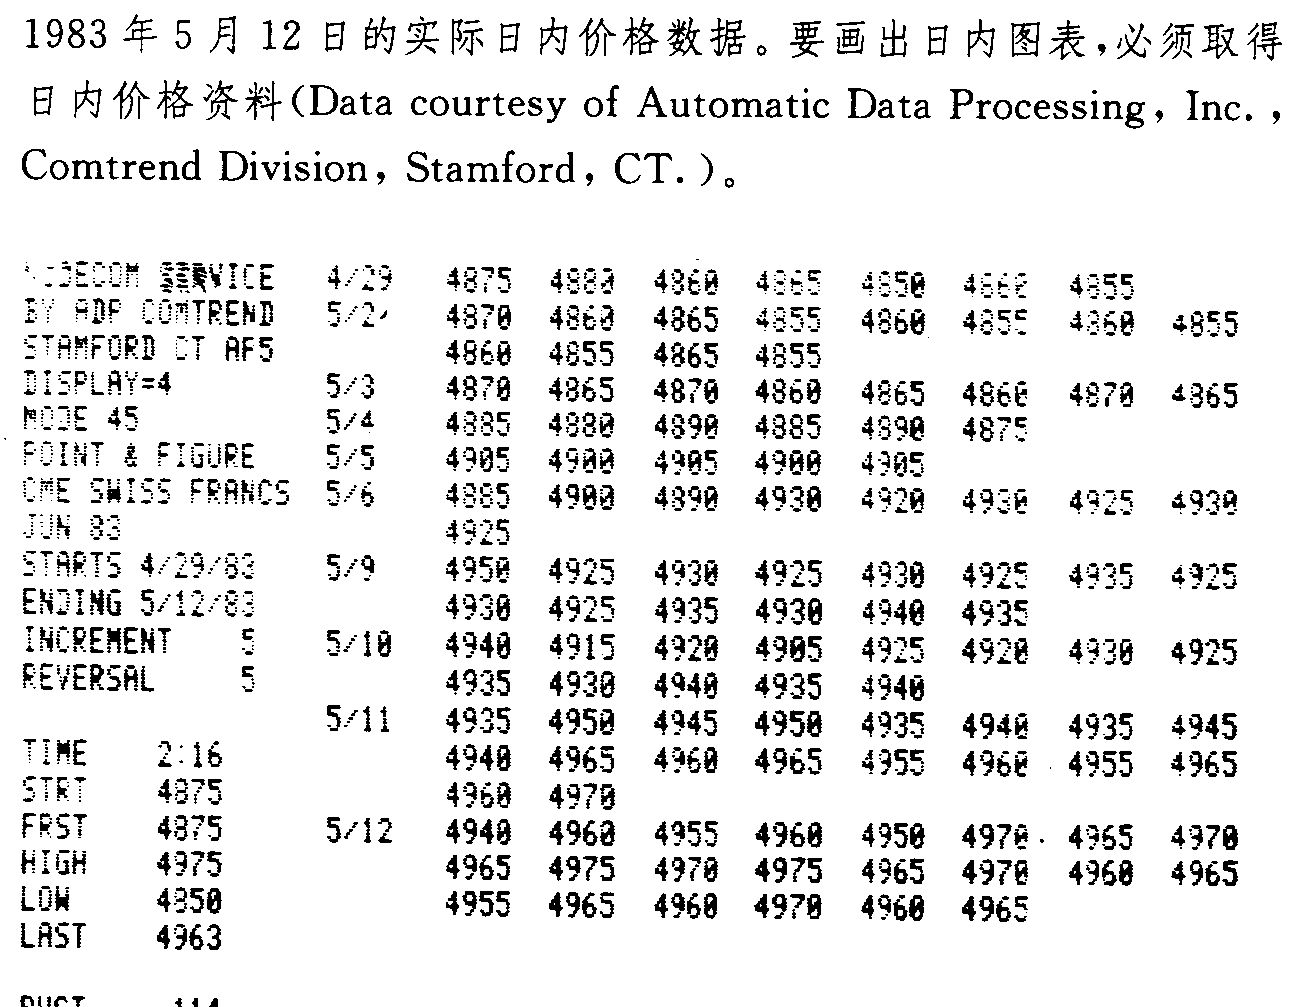 1983 年 5 月 12 日的实际日内价格数据。要画出日内图表,必须取得
日内价格资料(Data courtesy of Automatic Data Processing, Inc.,
Comtrend Division, Stamford, CT.)。
SERVICE 4/29 4875 4880 4860 4865 4850 4860 4855
BY ADP COMTREND 5/2 4870 4860 4865 4855 4860 4855 4860 4855
STAMFORD CT AF5 4860 4855 4865 4855
DISPLAY=4 5/3 4870 4865 4870 4860 4865 4860 4870 4865
MODE 45 5/4 4885 4880 4890 4885 4890 4875
POINT & FIGURE 5/5 4905 4900 4905 4900 4905
CME SWISS FRANCS 5/6 4885 4900 4890 4930 4920 4930 4925 4930
JUN 83 4925
STARTS 4/29/83 5/9 4950 4925 4930 4925 4930 4925 4935 4925
ENDING 5/12/83 4930 4925 4935 4930 4940 4935
INCREMENT 5 5/10 4940 4915 4920 4905 4925 4920 4930 4925
REVERSAL 5 4935 4930 4940 4935 4940
5/11 4935 4950 4945 4950 4935 4940 4935 4945
TIME 2:16 4940 4965 4960 4965 4955 4960 4955 4965
STRT 4875 4960 4970
FRST 4875 5/12 4940 4960 4955 4960 4950 4970 4965 4970
HIGH 4975 4965 4975 4970 4975 4965 4970 4960 4965
LOW 4850 4955 4965 4960 4970 4960 4965
LAST 4963